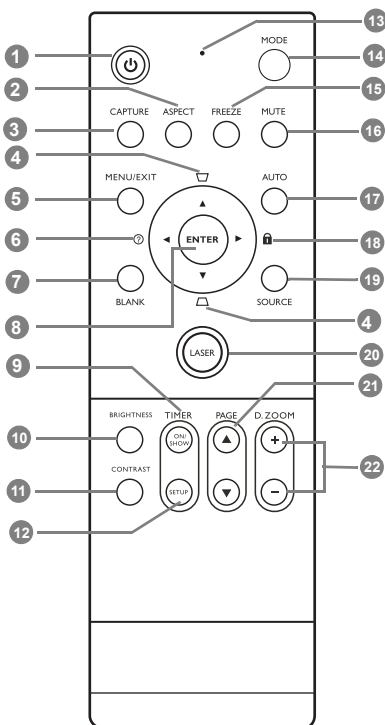 13
MODE
1
14
2
15
CAPTURE ASPECT FREEZE MUTE
3
16
4
MENU/EXIT AUTO
5
17
6
?
ENTER
18
7
19
BLANK SOURCE
8
4
LASER
20
9
21
BRIGHTNESS TIMER PAGE D. ZOOM
10
ON/
SHOW
+
22
CONTRAST
11
SETUP
−
12